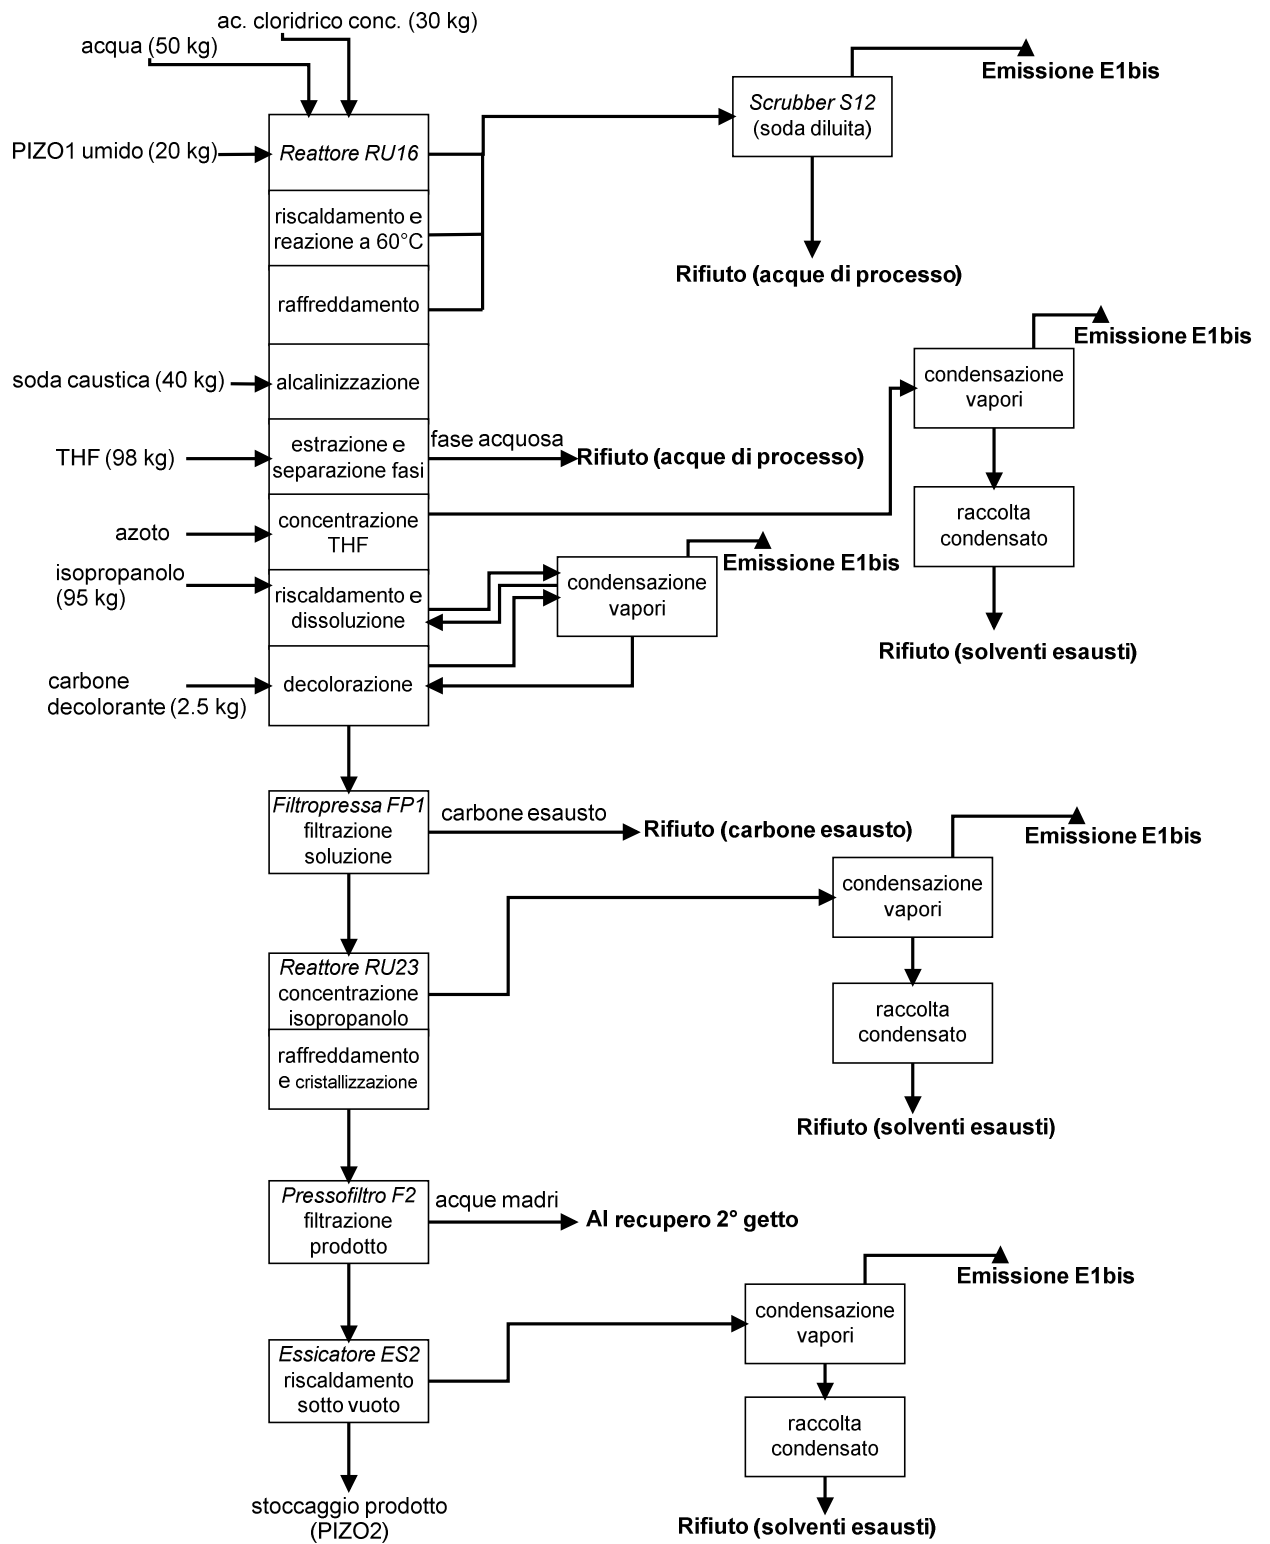 ac. cloridrico conc. (30 kg)
acqua (50 kg)
Emissione E1bis
Scrubber S12
(soda diluita)
PIZO1 umido (20 kg)
Reattore RU16
riscaldamento e
reazione a 60°C
Rifiuto (acque di processo)
raffreddamento
Emissione E1bis
condensazione
vapori
soda caustica (40 kg)
alcalinizzazione
THF (98 kg)
estrazione e
separazione fasi
fase acquosa
Rifiuto (acque di processo)
raccolta
condensato
azoto
concentrazione
THF
Emissione E1bis
isopropanolo
(95 kg)
riscaldamento e
dissoluzione
condensazione
vapori
Rifiuto (solventi esausti)
carbone
decolorante (2.5 kg)
decolorazione
Filtropressa FP1
filtrazione
soluzione
carbone esausto
Rifiuto (carbone esausto)
Emissione E1bis
condensazione
vapori
Reattore RU23
concentrazione
isopropanolo
raccolta
condensato
raffreddamento
e cristallizzazione
Rifiuto (solventi esausti)
Pressofiltro F2
filtrazione
prodotto
acque madri
Al recupero 2° getto
Emissione E1bis
condensazione
vapori
Essicatore ES2
riscaldamento
sotto vuoto
raccolta
condensato
stoccaggio prodotto
(PIZO2)
Rifiuto (solventi esausti)